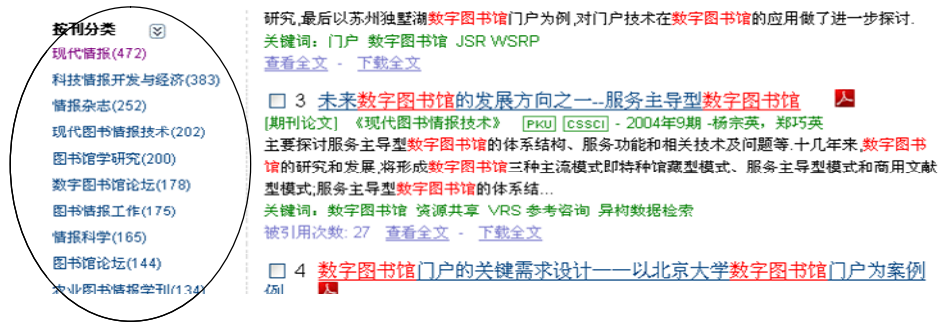 按刊分类
现代情报(472)
科技情报开发与经济(383)
情报杂志(252)
现代图书情报技术(202)
图书馆学研究(200)
数字图书馆论坛(178)
图书情报工作(175)
情报科学(165)
图书馆论坛(144)
农业图书情报学刊(134)
研究,最后以苏州独墅湖数字图书馆门户为例,对门户技术在数字图书馆的应用做了进一步探讨.
关键词: 门户 数字图书馆 JSR WSRP
查看全文 - 下载全文
3 未来数字图书馆的发展方向之一--服务主导型数字图书馆
[期刊论文] 《现代图书情报技术》 PKU CSSCI - 2004年9期 -杨宗英, 郑巧英
主要探讨服务主导型数字图书馆的体系结构、服务功能和相关技术及问题等.十几年来,数字图书
馆的研究和发展,将形成数字图书馆三种主流模式即特种馆藏型模式、服务主导型模式和商用文献
型模式;服务主导型数字图书馆的体系结...
关键词: 数字图书馆 资源共享 VRS 参考咨询 异构数据检索
被引用次数: 27 查看全文 - 下载全文
4 数字图书馆门户的关键需求设计——以北京大学数字图书馆门户为案例
例